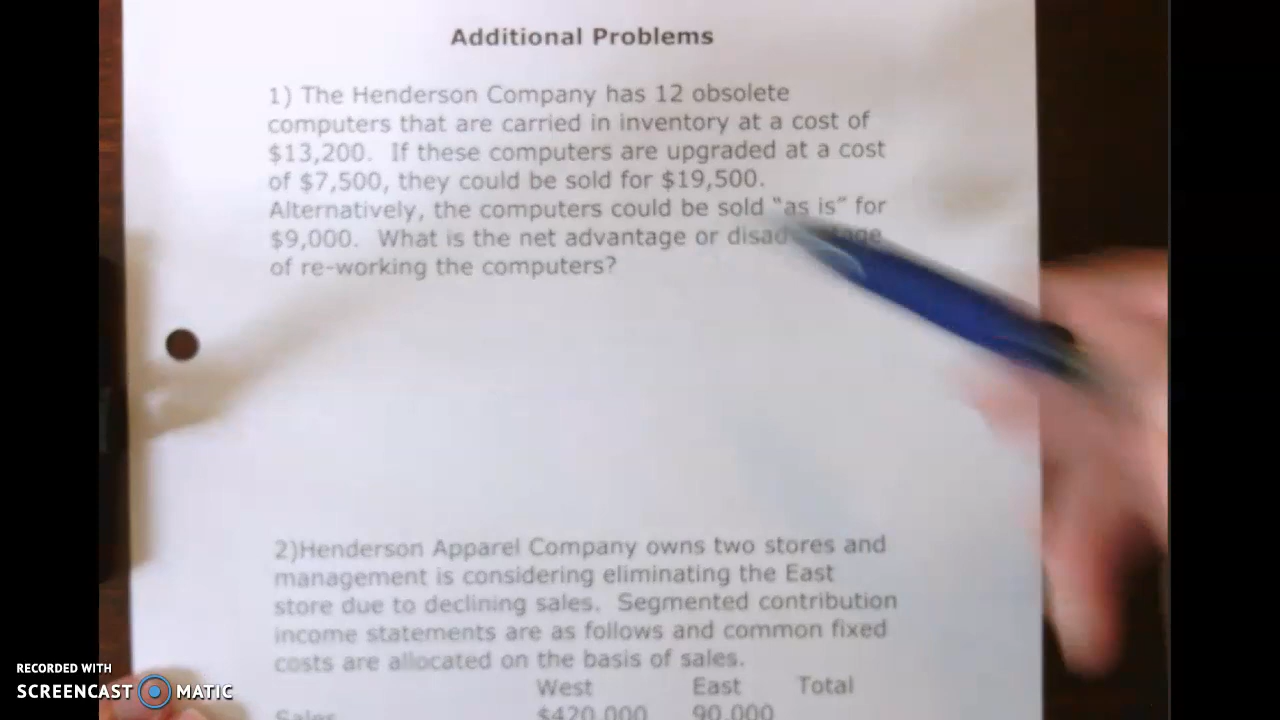 Additional Problems
1) The Henderson Company has 12 obsolete
computers that are carried in inventory at a cost of
$13,200. If these computers are upgraded at a cost
of $7,500, they could be sold for $19,500.
Alternatively, the computers could be sold "as is" for
$9,000. What is the net advantage or
of re-working the computers?
2)Henderson Apparel Company owns two stores and
management is considering eliminating the East
store due to declining sales. Segmented contribution
income statements are as follows and common fixed
costs are allocated on the basis of sales.
West East Total
Sales $420,000 90,000
RECORDED WITH
SCREENCAST MATIC